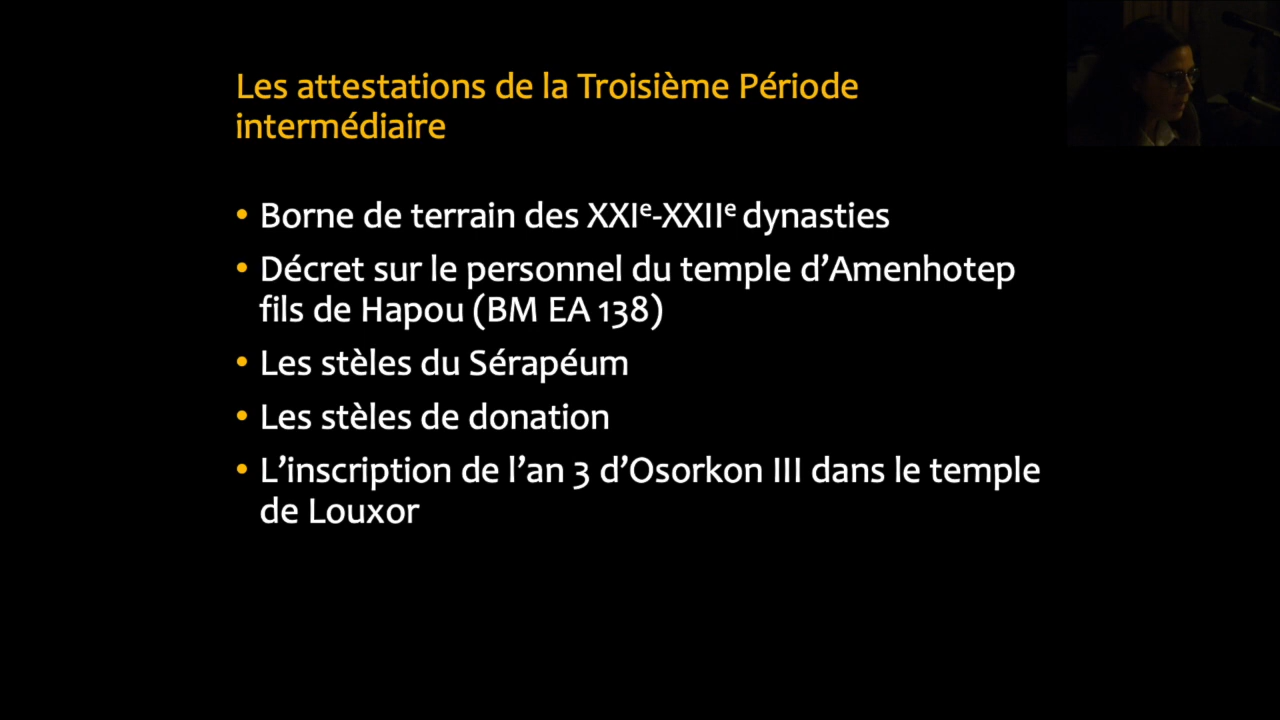 Les attestations de la Troisième Période
intermédiaire
• Borne de terrain des XXIᵉ-XXIIᵉ dynasties
• Décret sur le personnel du temple d’Amenhotep
fils de Hapou (BM EA 138)
• Les stèles du Sérapéum
• Les stèles de donation
• L’inscription de l’an 3 d’Osorkon III dans le temple
de Louxor